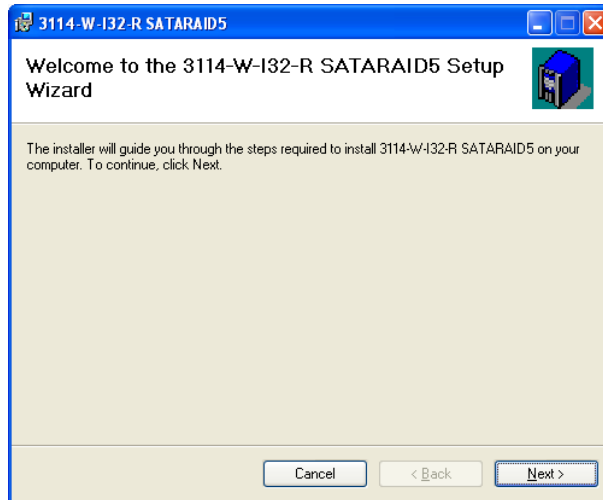 3114-W-I32-R SATARAID5
Welcome to the 3114-W-I32-R SATARAID5 Setup
Wizard
The installer will guide you through the steps required to install 3114-W-I32-R SATARAID5 on your
computer. To continue, click Next.
Cancel
< Back
Next >